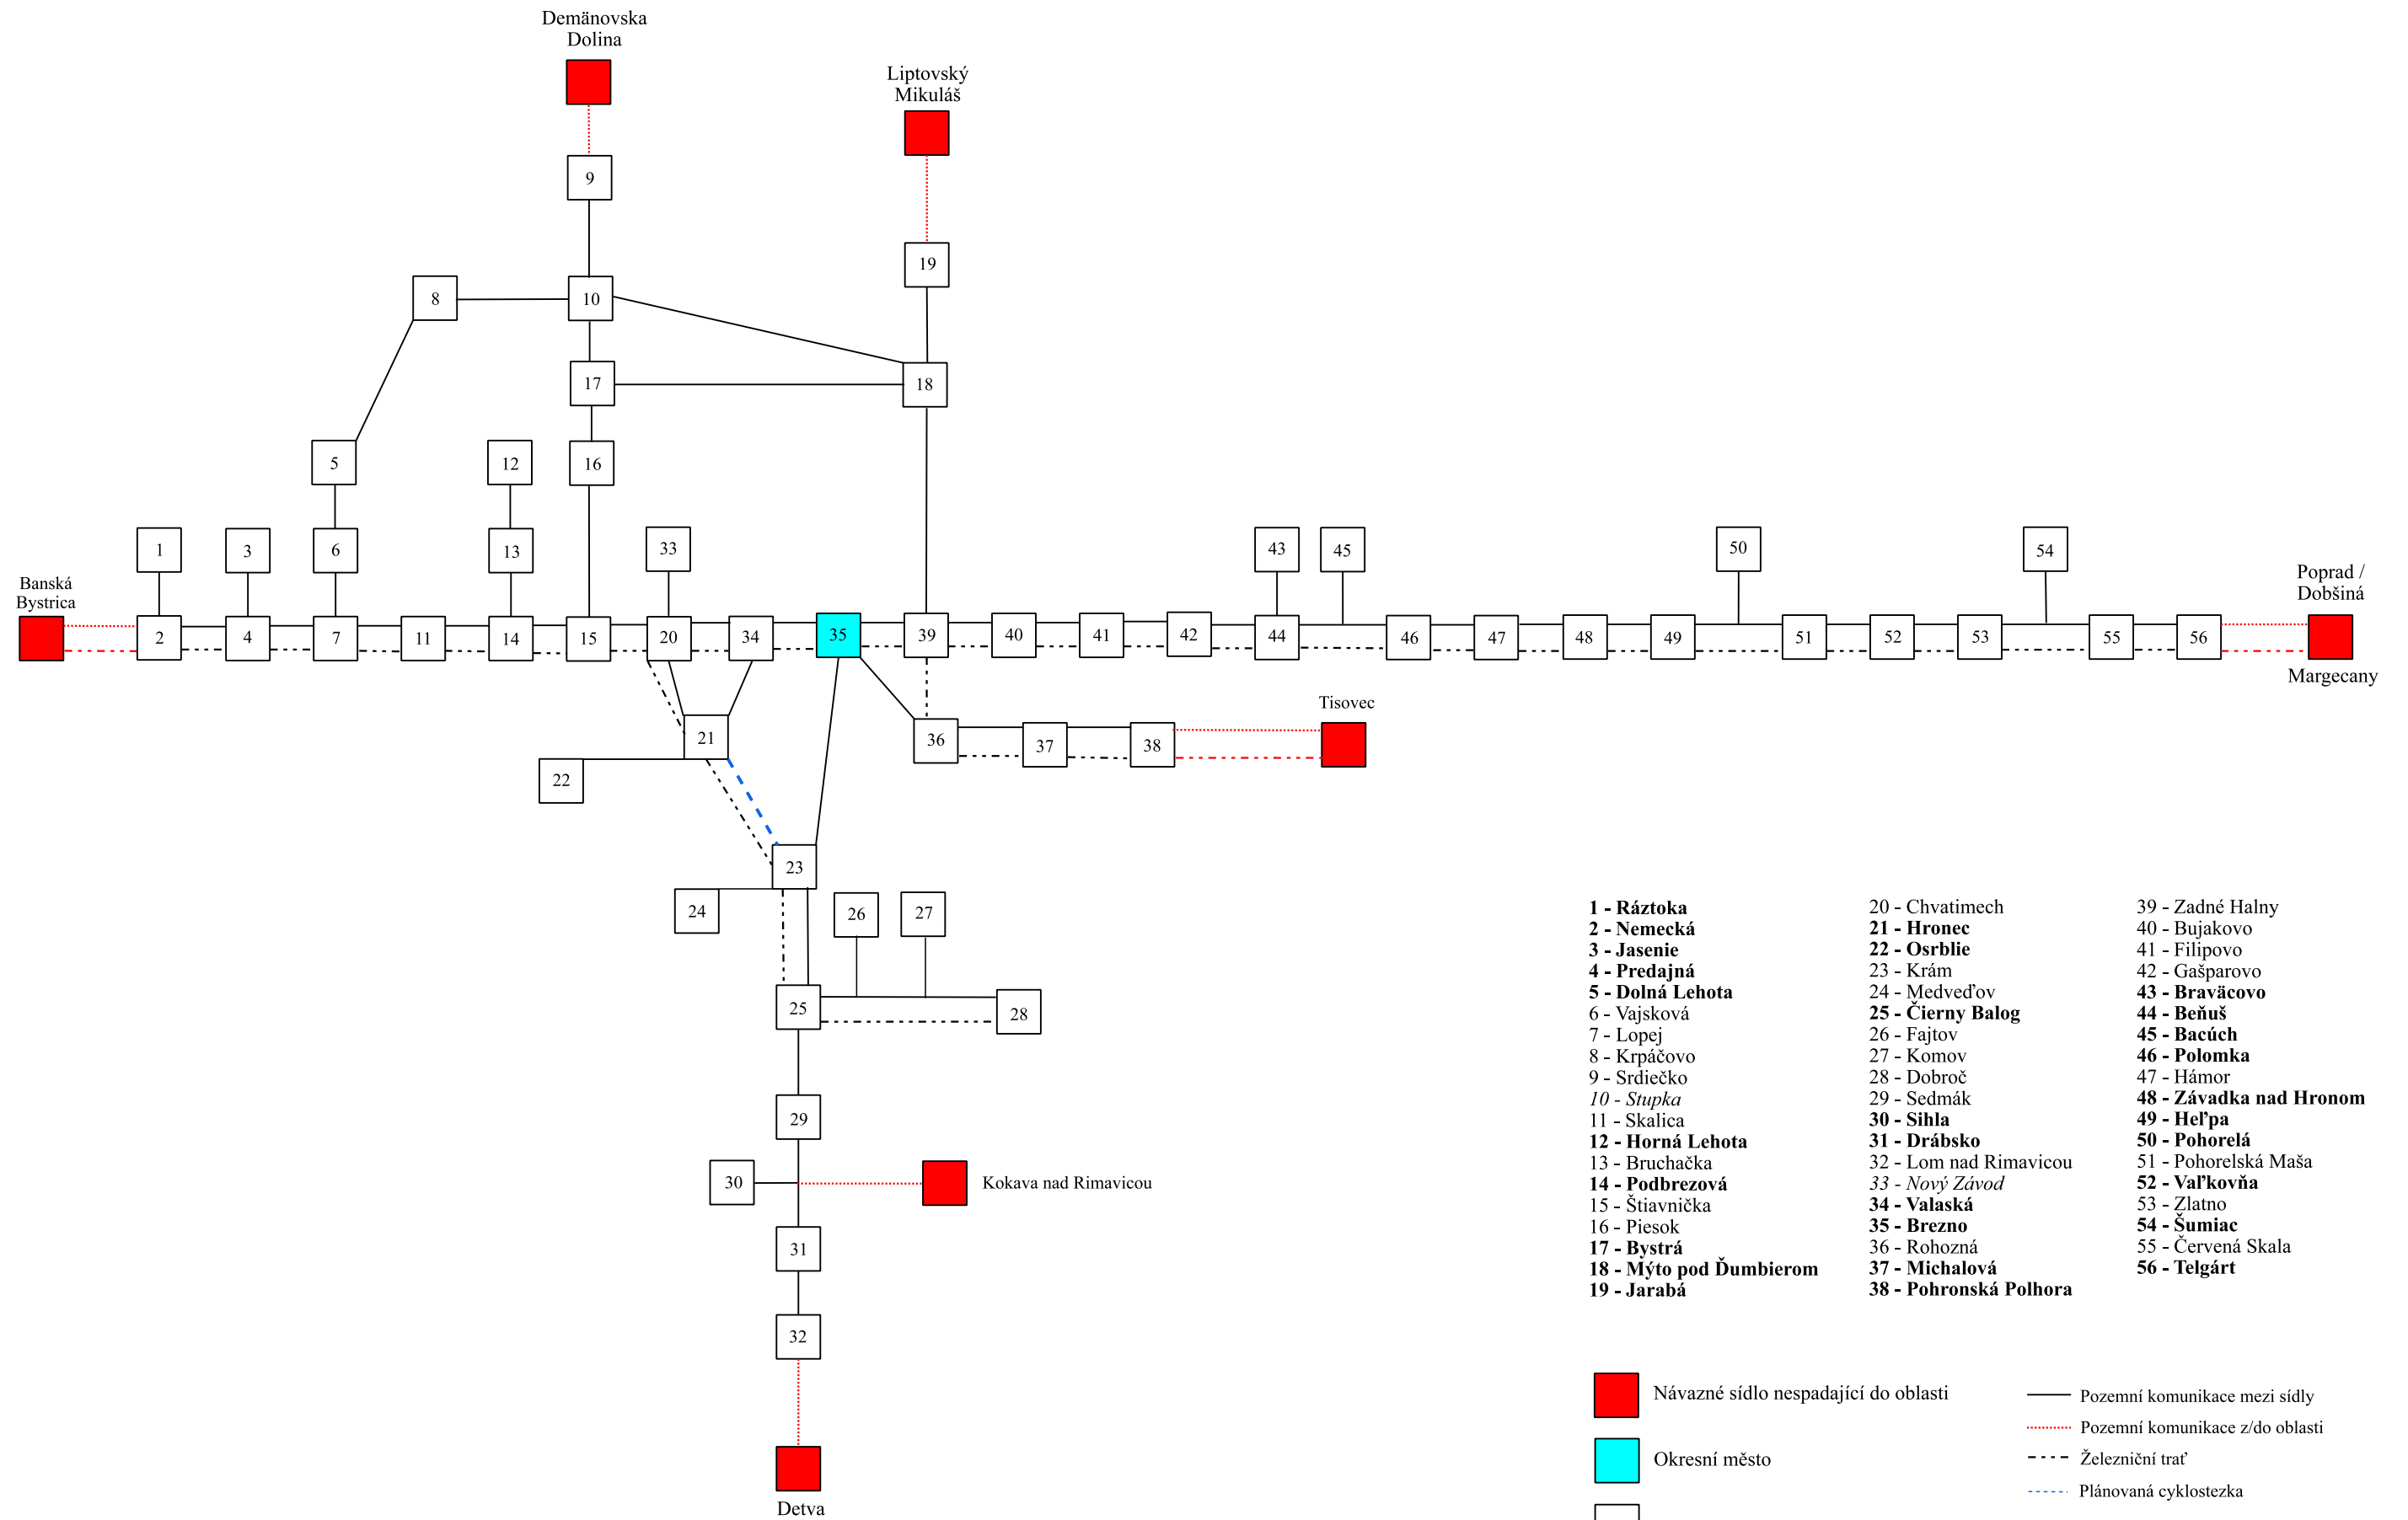 Demänovska
Dolina
Liptovský
Mikuláš
9
19
8
10
17
18
5
12
16
1
3
6
13
33
43
45
50
54
Banská
Bystrica
Poprad /
Dobšiná
2
4
7
11
14
15
20
34
35
39
40
41
42
44
46
47
48
49
51
52
53
55
56
Margecany
Tisovec
21
36
37
38
22
23
24
26
27
25
28
29
30
Kokava nad Rimavicou
31
32
Detva
1 - Ráztoka
2 - Nemecká
3 - Jasenie
4 - Predajná
5 - Dolná Lehota
6 - Vajsková
7 - Lopej
8 - Krpáčovo
9 - Srdiečko
10 - Stupka
11 - Skalica
12 - Horná Lehota
13 - Bruchačka
14 - Podbrezová
15 - Štiavnička
16 - Piesok
17 - Bystrá
18 - Mýto pod Ďumbierom
19 - Jarabá
20 - Chvatimech
21 - Hronec
22 - Osrblie
23 - Krám
24 - Medveďov
25 - Čierny Balog
26 - Fajtov
27 - Komov
28 - Dobroč
29 - Sedmák
30 - Sihla
31 - Drábsko
32 - Lom nad Rimavicou
33 - Nový Závod
34 - Valaská
35 - Brezno
36 - Rohozná
37 - Michalová
38 - Pohronská Polhora
39 - Zadné Halny
40 - Bujakovo
41 - Filipovo
42 - Gašparovo
43 - Braväcovo
44 - Beňuš
45 - Bacúch
46 - Polomka
47 - Hámor
48 - Závadka nad Hronom
49 - Heľpa
50 - Pohorelá
51 - Pohorelská Maša
52 - Vaľkovňa
53 - Zlatno
54 - Šumiac
55 - Červená Skala
56 - Telgárt
Návazné sídlo nespadající do oblasti
Okresní město
Pozemní komunikace mezi sídly
Pozemní komunikace z/do oblasti
Železniční trať
Plánovaná cyklostezka